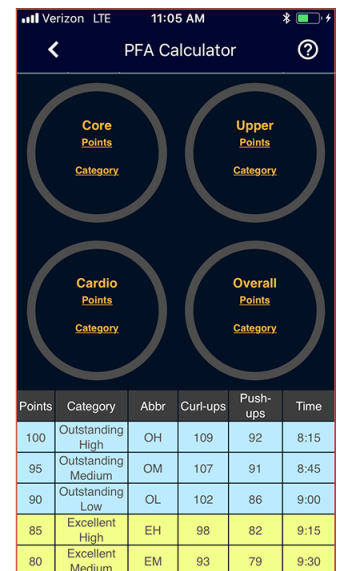 Verizon LTE 11:05 AM
PFA Calculator ?
Core Upper
Points Points
Category Category
Cardio Overall
Points Points
Category Category
Points Category Abbr Curl-ups Push-ups Time
100 Outstanding High OH 109 92 8:15
95 Outstanding Medium OM 107 91 8:45
90 Outstanding Low OL 102 86 9:00
85 Excellent High EH 98 82 9:15
80 Excellent Medium EM 93 79 9:30